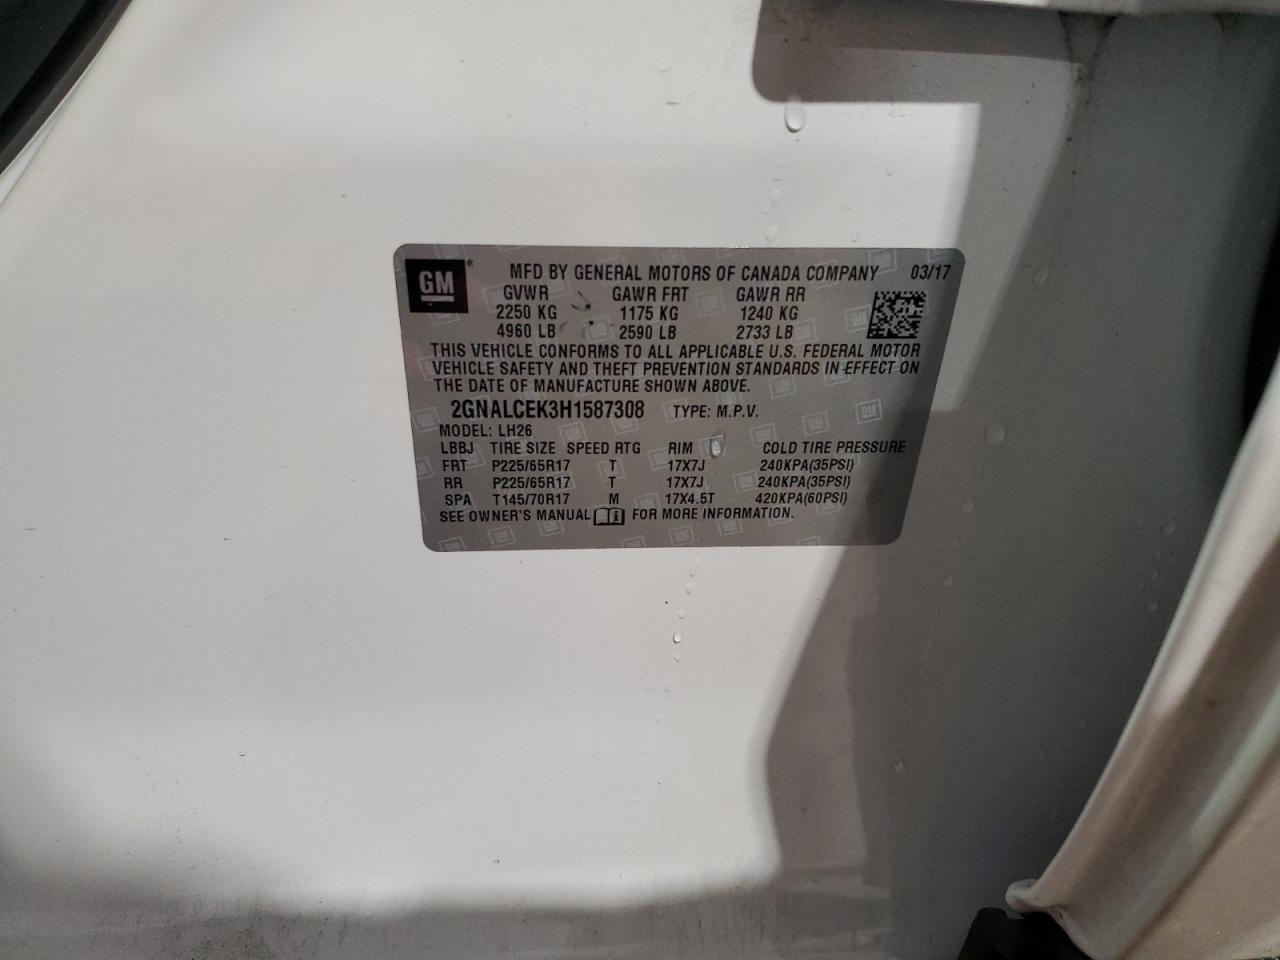 GM ® MFD BY GENERAL MOTORS OF CANADA COMPANY 03/17
GVWR GAWR FRT GAWR RR
2250 KG 1175 KG 1240 KG
4960 LB 2590 LB 2733 LB
THIS VEHICLE CONFORMS TO ALL APPLICABLE U.S. FEDERAL MOTOR
VEHICLE SAFETY AND THEFT PREVENTION STANDARDS IN EFFECT ON
THE DATE OF MANUFACTURE SHOWN ABOVE.
2GNALCEK3H1587308 TYPE: M.P.V.
MODEL: LH26
LBBJ TIRE SIZE SPEED RTG RIM COLD TIRE PRESSURE
FRT P225/65R17 T 17X7J 240KPA(35PSI)
RR P225/65R17 T 17X7J 240KPA(35PSI)
SPA T145/70R17 M 17X4.5T 420KPA(60PSI)
SEE OWNER'S MANUAL FOR MORE INFORMATION.